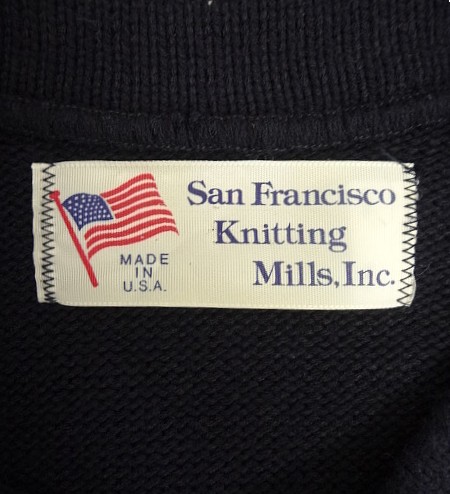 San Francisco
Knitting
Mills, Inc.
MADE
IN
U.S.A.